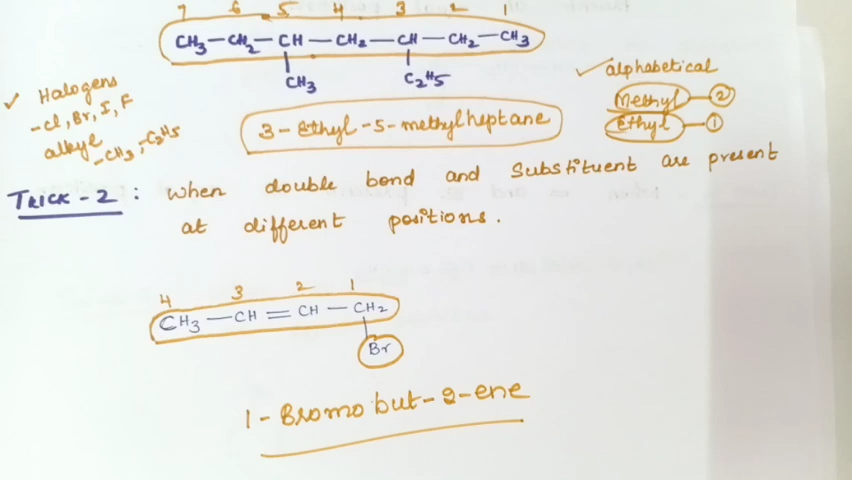 7 6 5 4 3 2 1
CH3 — CH2 — CH — CH2 — CH — CH2 — CH3
CH3 C2H5
✓ Halogens
-Cl, Br, I, F
alkyl -CH3, -C2H5
✓ alphabetical
Methyl — 2
Ethyl — 1
3 - Ethyl - 5 - methylheptane
TRICK - 2 : When double bond and Substituent are present
at different positions.
4 3 2 1
CH3 — CH = CH — CH2
Br
1 - Bromobut - 2 - ene